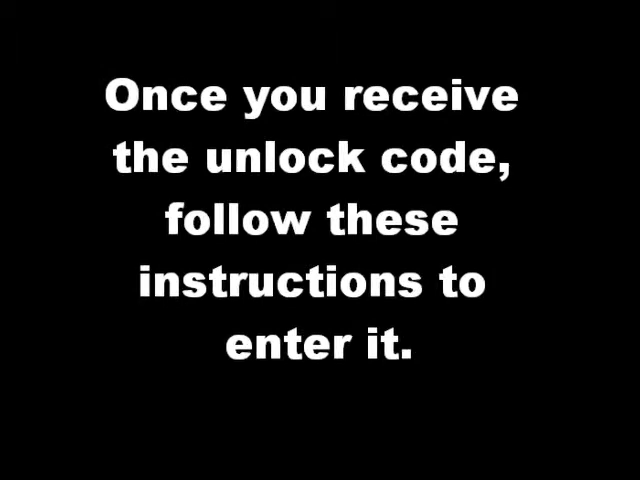 Once you receive
the unlock code,
follow these
instructions to
enter it.